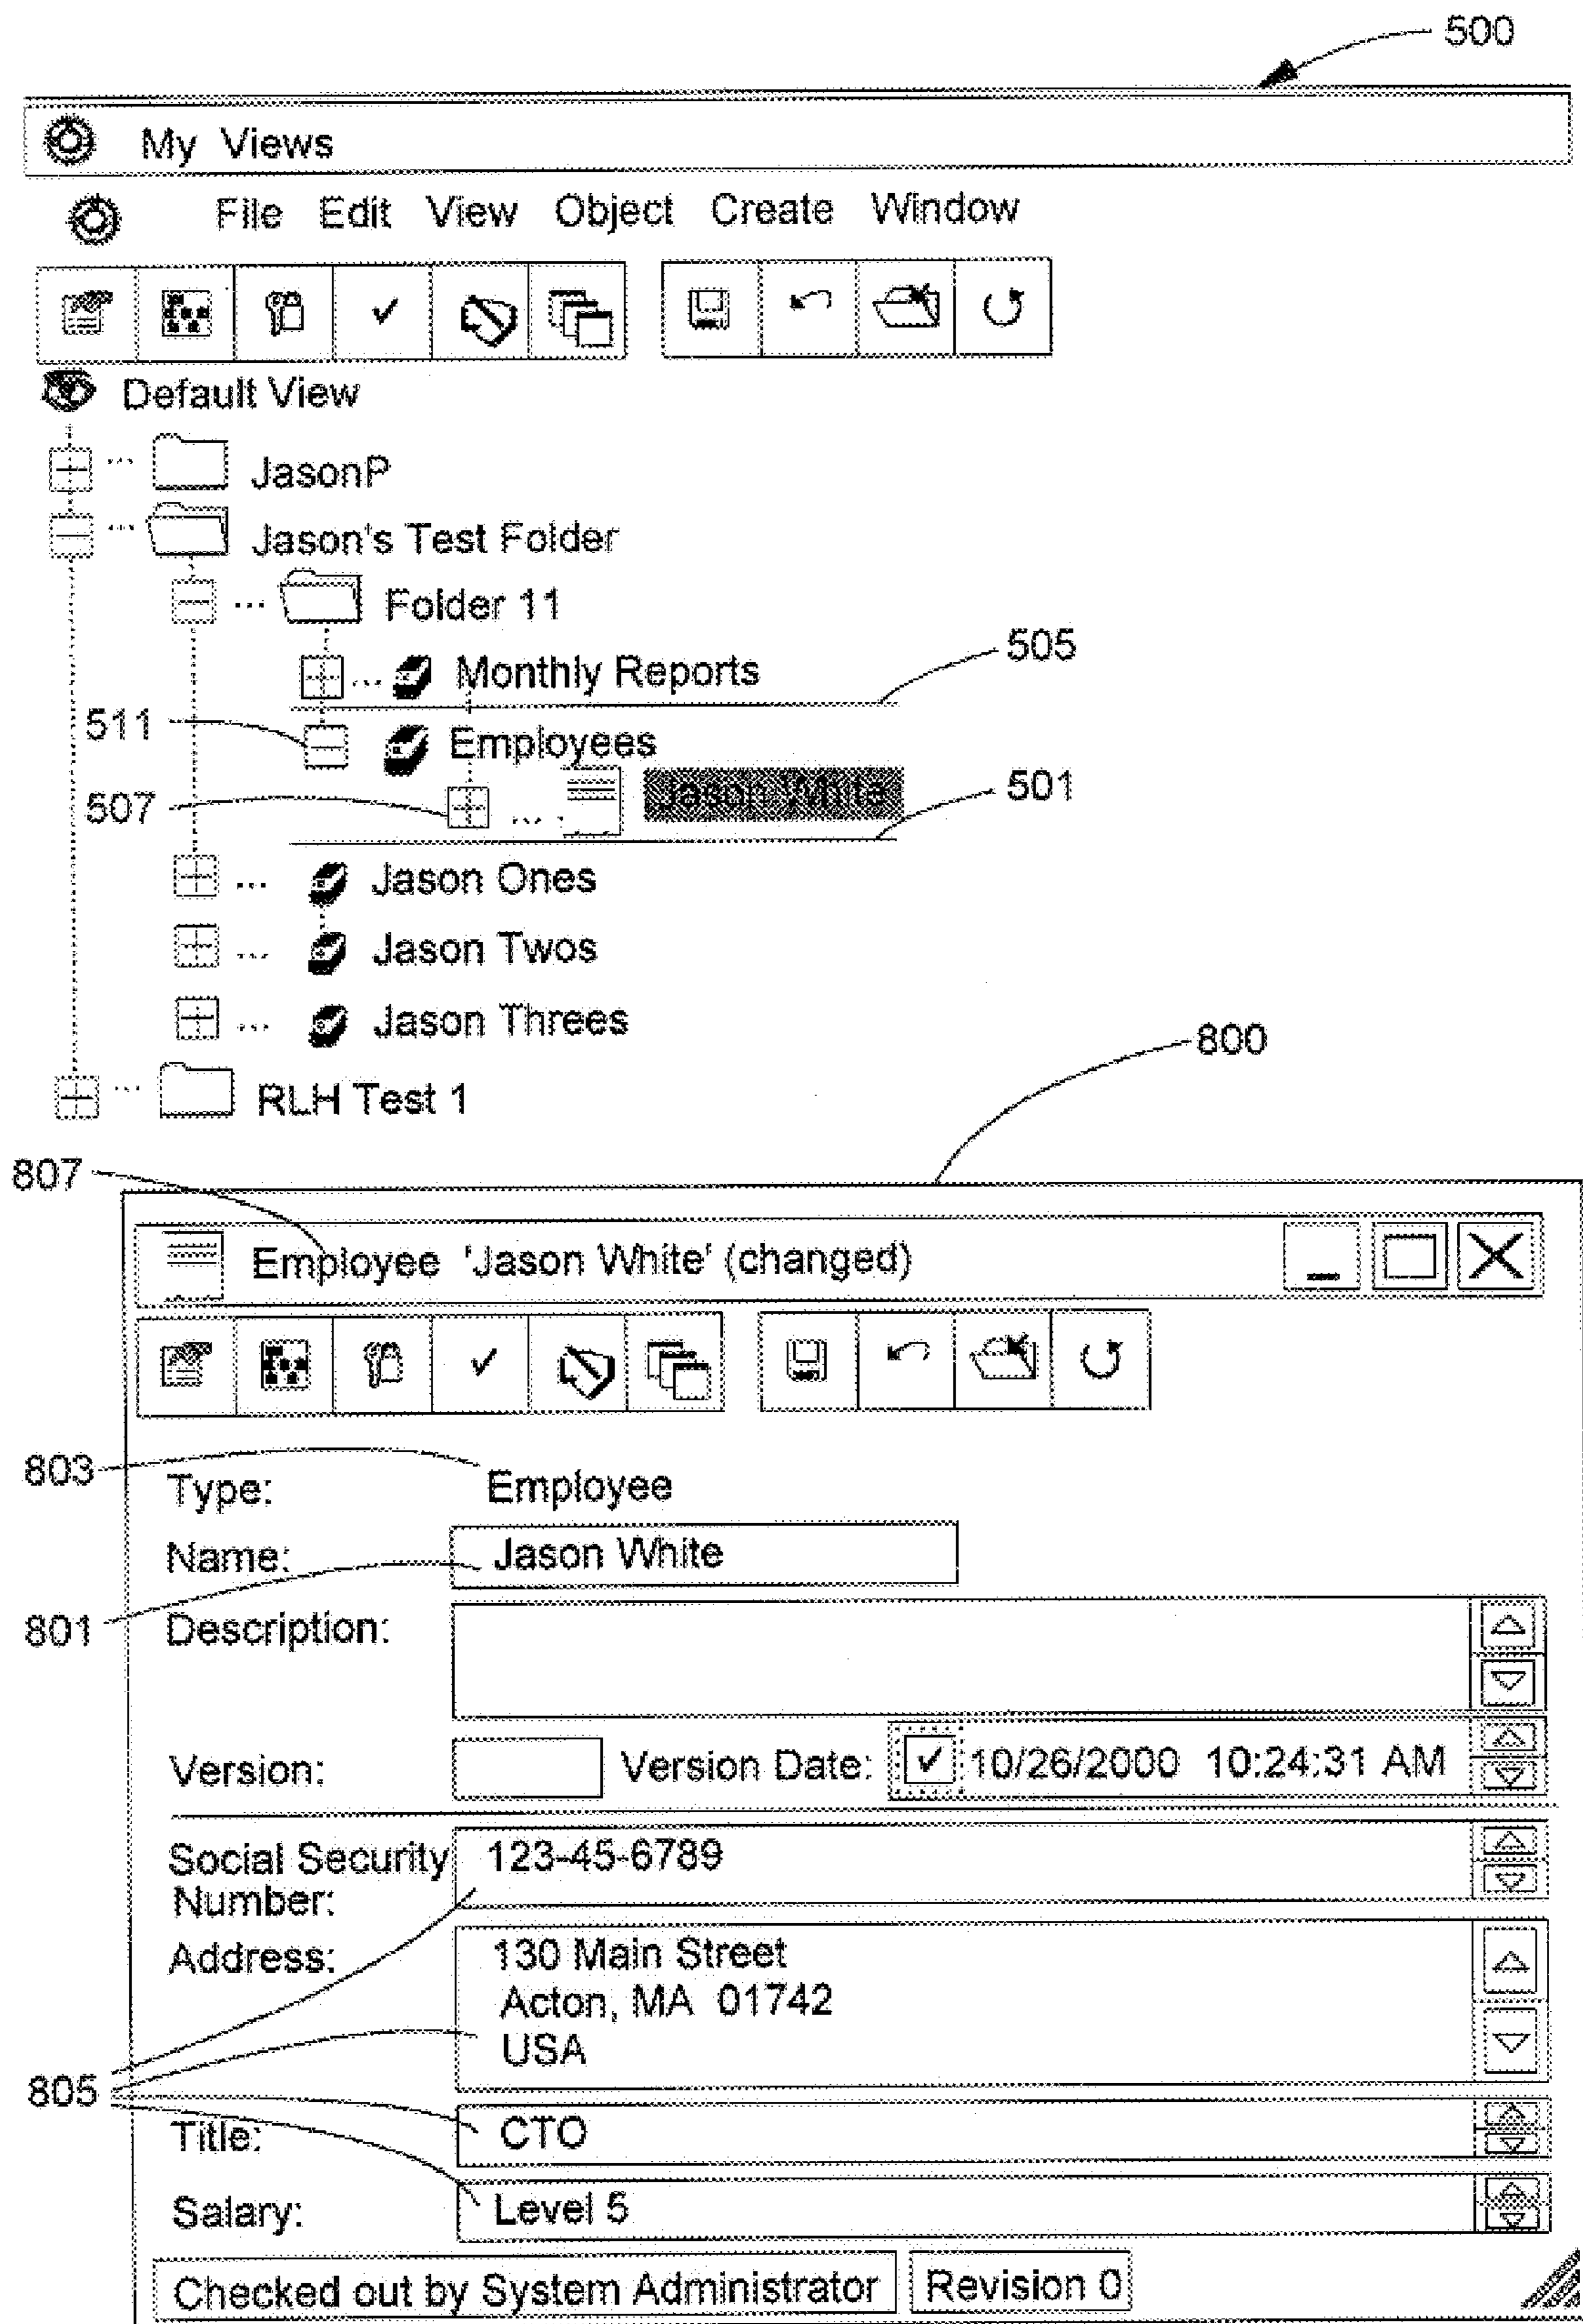 500
My Views
File Edit View Object Create Window
Default View
JasonP
Jason's Test Folder
Folder 11
505
Monthly Reports
511
Employees
Jason White
501
507
Jason Ones
Jason Twos
Jason Threes
800
RLH Test 1
807
Employee 'Jason White' (changed)
803
Type: Employee
Name: Jason White
801
Description:
Version: Version Date: 10/26/2000 10:24:31 AM
Social Security 123-45-6789
Number:
Address: 130 Main Street
Acton, MA 01742
USA
805
Title: CTO
Salary: Level 5
Checked out by System Administrator Revision 0